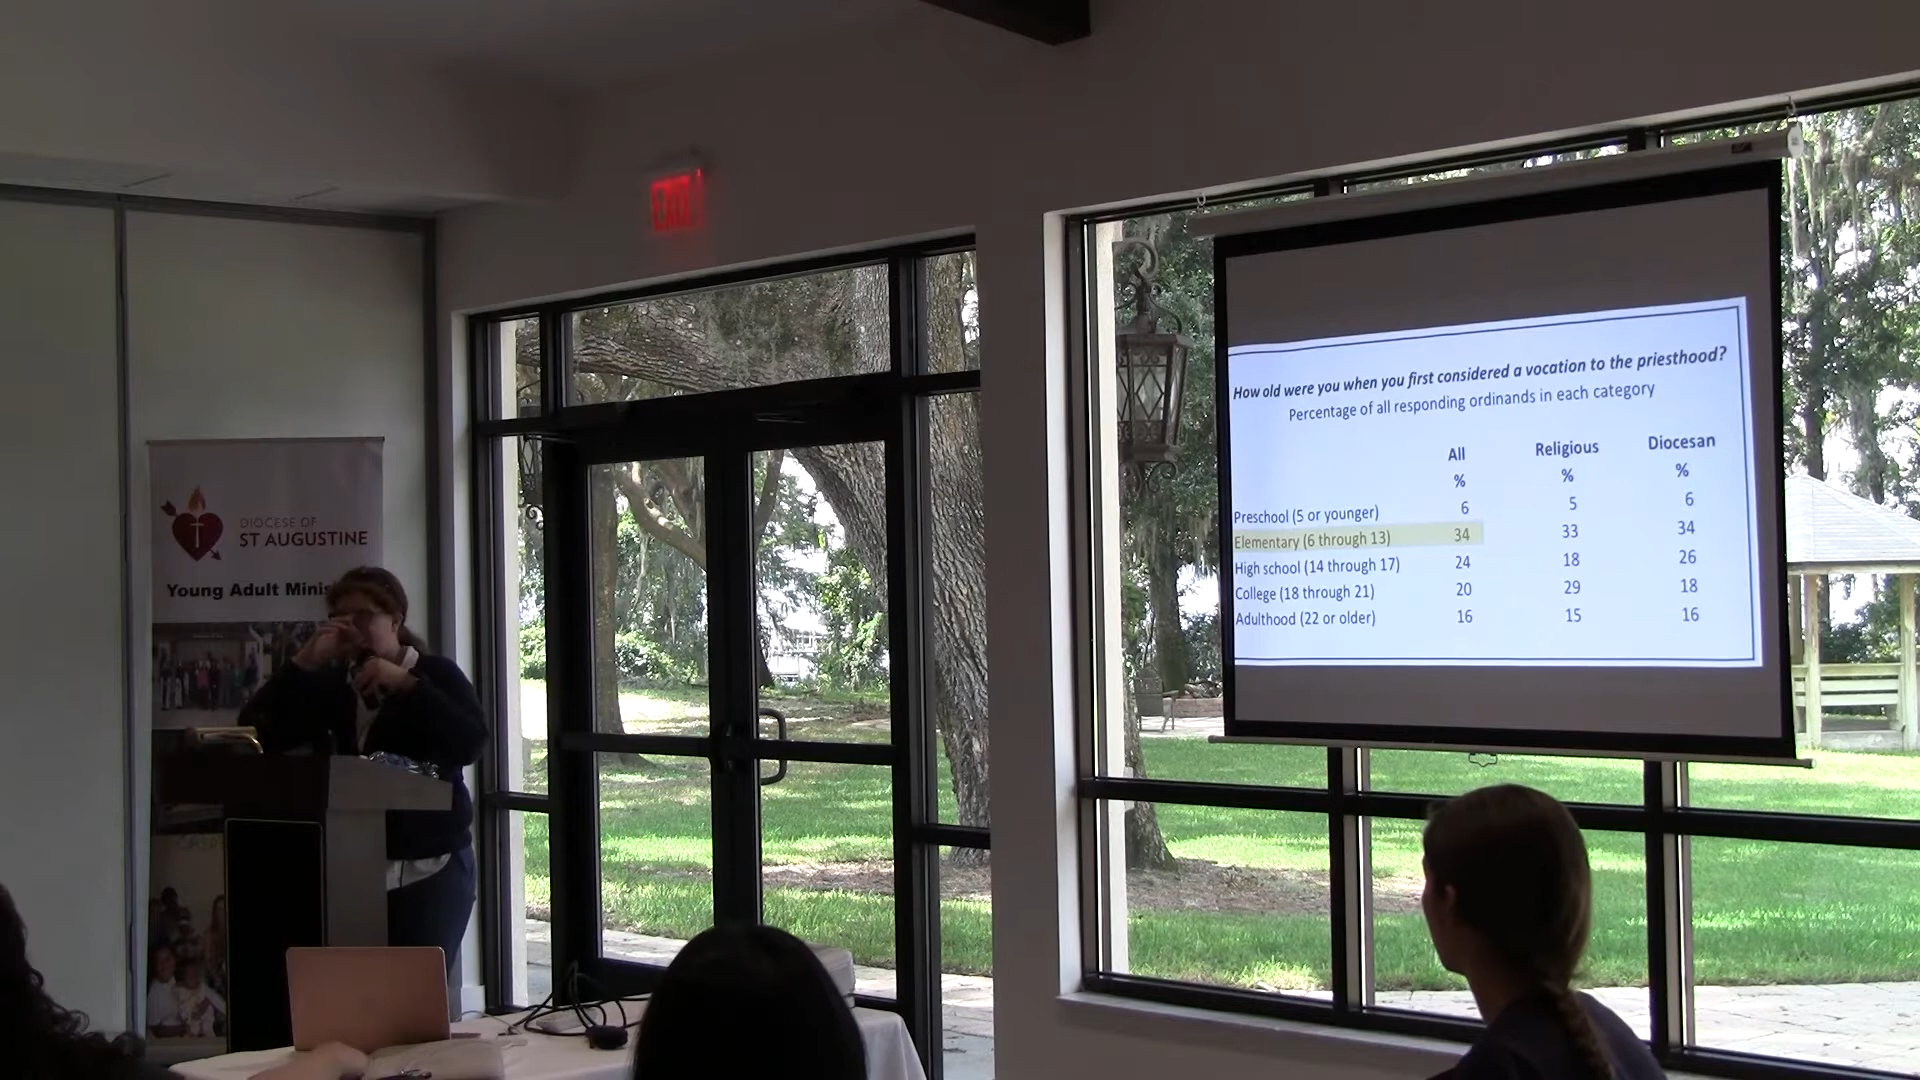 EXIT
DIOCESE OF
ST AUGUSTINE
Young Adult Minis
How old were you when you first considered a vocation to the priesthood?
Percentage of all responding ordinands in each category
All Religious Diocesan
% % %
Preschool (5 or younger) 6 5 6
Elementary (6 through 13) 34 33 34
High school (14 through 17) 24 18 26
College (18 through 21) 20 29 18
Adulthood (22 or older) 16 15 16